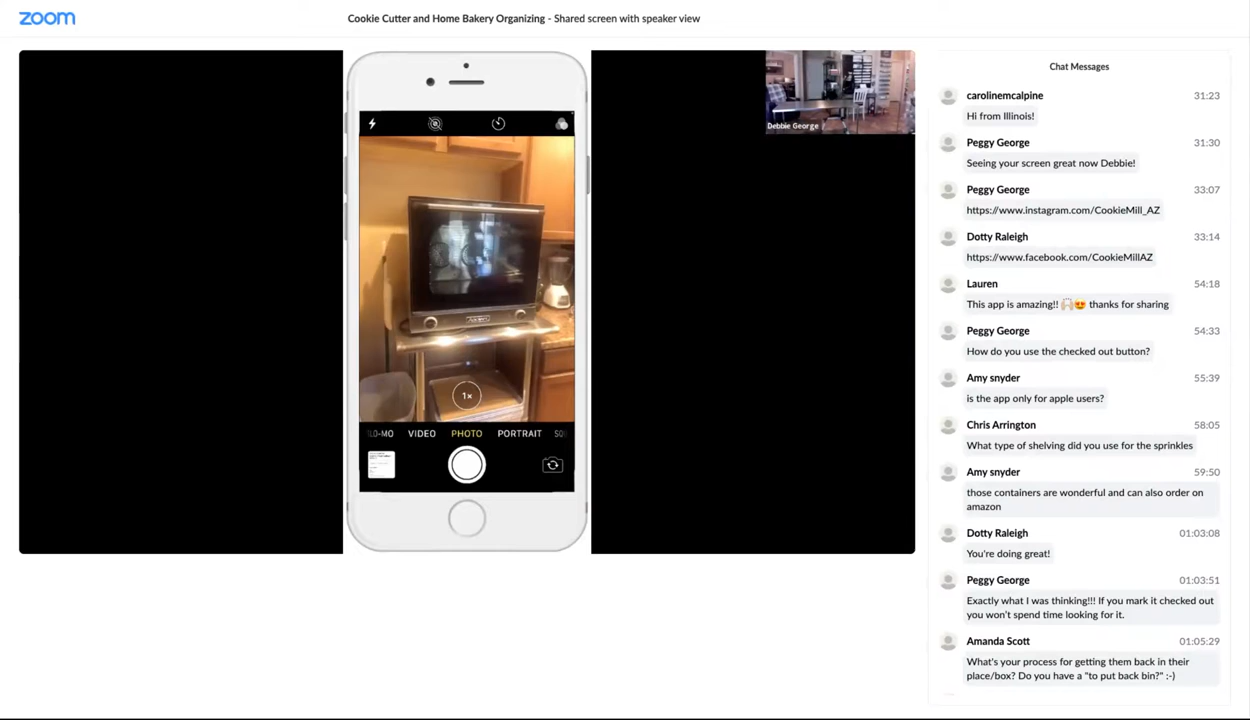 zoom
Cookie Cutter and Home Bakery Organizing - Shared screen with speaker view
Debbie George
1×
VIDEO
PHOTO
PORTRAIT
Chat Messages
carolinemcalpine 31:23
Hi from Illinois!
Peggy George 31:30
Seeing your screen great now Debbie!
Peggy George 33:07
https://www.instagram.com/CookieMill_AZ
Dotty Raleigh 33:14
https://www.facebook.com/CookieMillAZ
Lauren 54:18
This app is amazing!! 🙌🏻😍 thanks for sharing
Peggy George 54:33
How do you use the checked out button?
Amy snyder 55:39
is the app only for apple users?
Chris Arrington 58:05
What type of shelving did you use for the sprinkles
Amy snyder 59:50
those containers are wonderful and can also order on
amazon
Dotty Raleigh 01:03:08
You're doing great!
Peggy George 01:03:51
Exactly what I was thinking!!! If you mark it checked out
you won't spend time looking for it.
Amanda Scott 01:05:29
What's your process for getting them back in their
place/box? Do you have a "to put back bin?" :-)